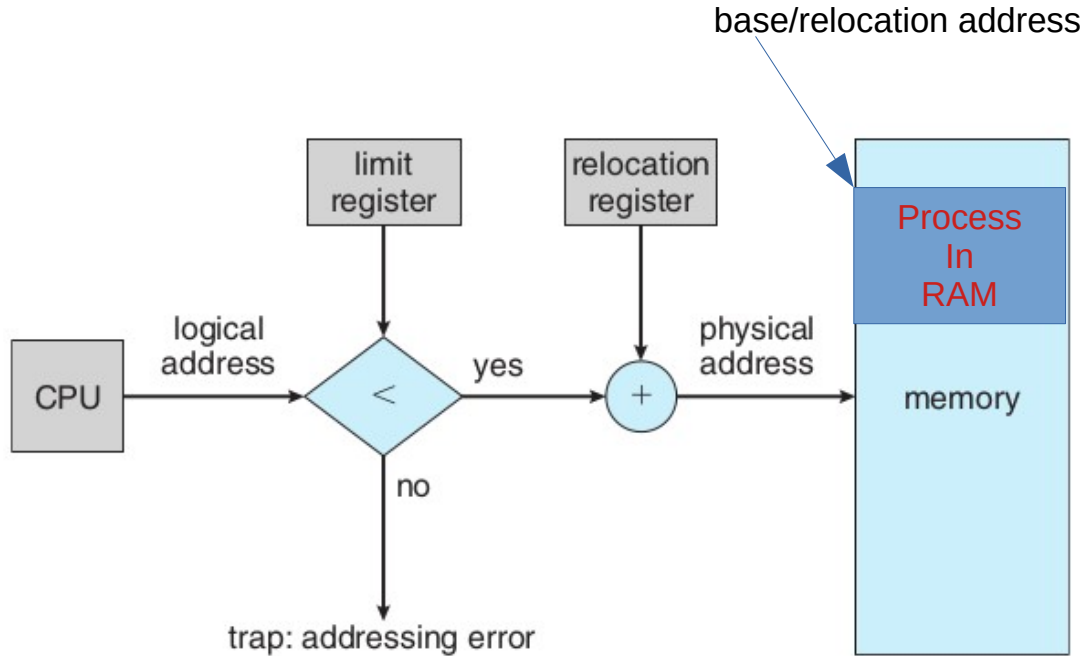 base/relocation address
limit
register
relocation
register
Process
In
RAM
logical
address
physical
address
CPU
<
yes
+
memory
no
trap: addressing error